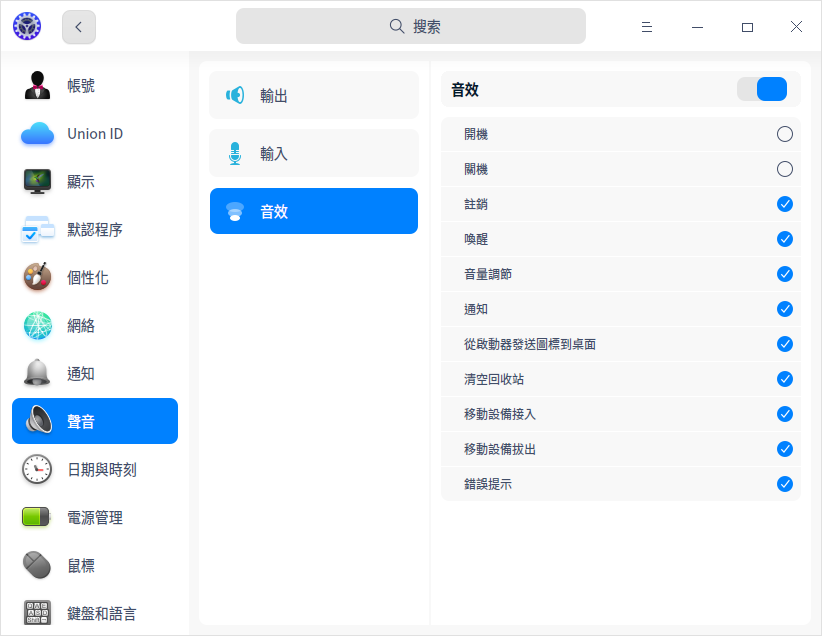 搜索
帳號
Union ID
顯示
默認程序
個性化
網絡
通知
聲音
日期與時刻
電源管理
鼠標
鍵盤和語言
輸出
輸入
音效
音效
開機
關機
註銷
喚醒
音量調節
通知
從啟動器發送圖標到桌面
清空回收站
移動設備接入
移動設備拔出
錯誤提示